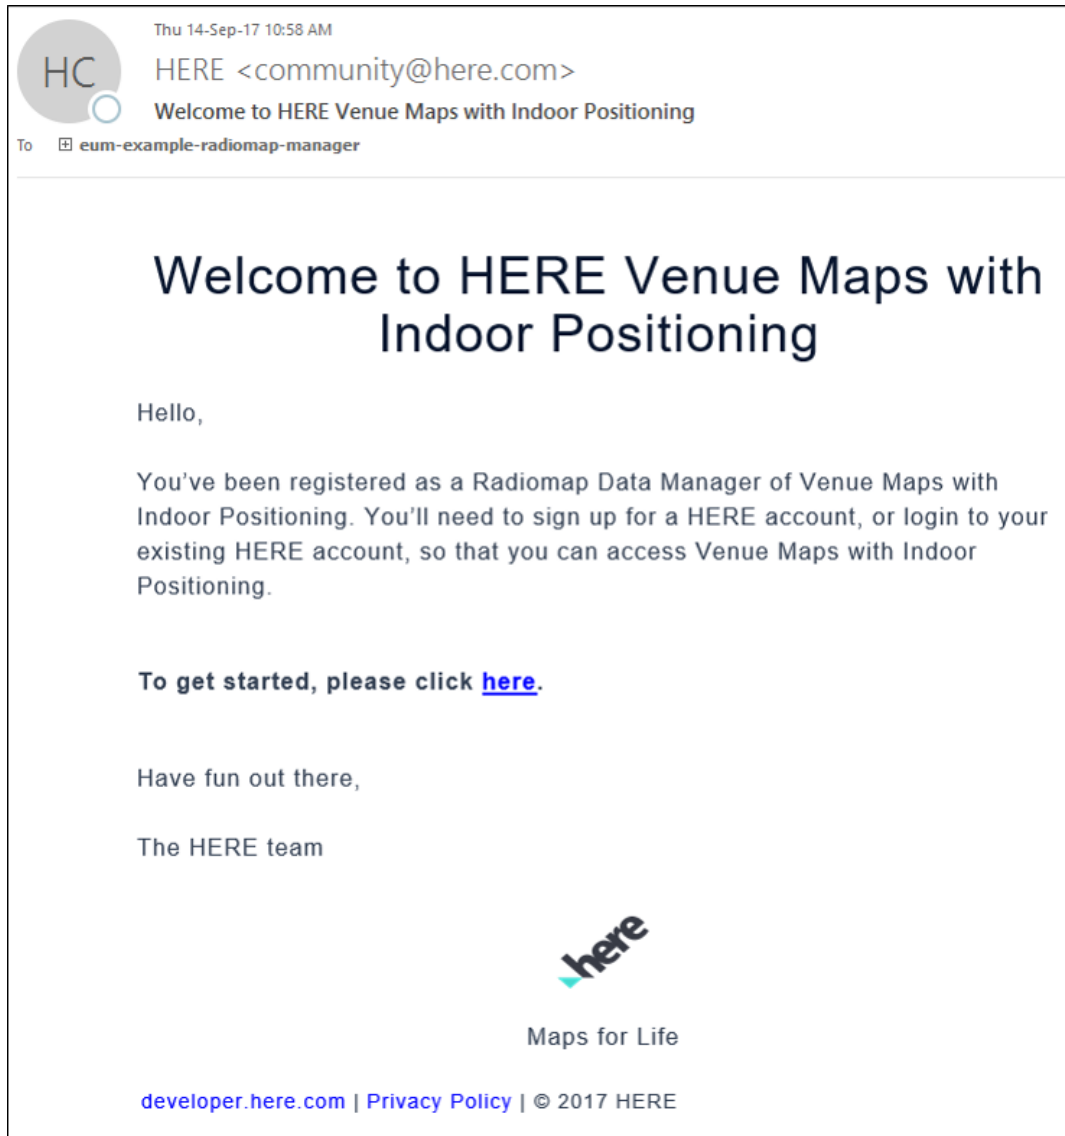 Thu 14-Sep-17 10:58 AM
HC
HERE <community@here.com>
Welcome to HERE Venue Maps with Indoor Positioning
To eum-example-radiomap-manager
Welcome to HERE Venue Maps with
Indoor Positioning
Hello,
You’ve been registered as a Radiomap Data Manager of Venue Maps with
Indoor Positioning. You’ll need to sign up for a HERE account, or login to your
existing HERE account, so that you can access Venue Maps with Indoor
Positioning.
To get started, please click here.
Have fun out there,
The HERE team
here
Maps for Life
developer.here.com | Privacy Policy | © 2017 HERE